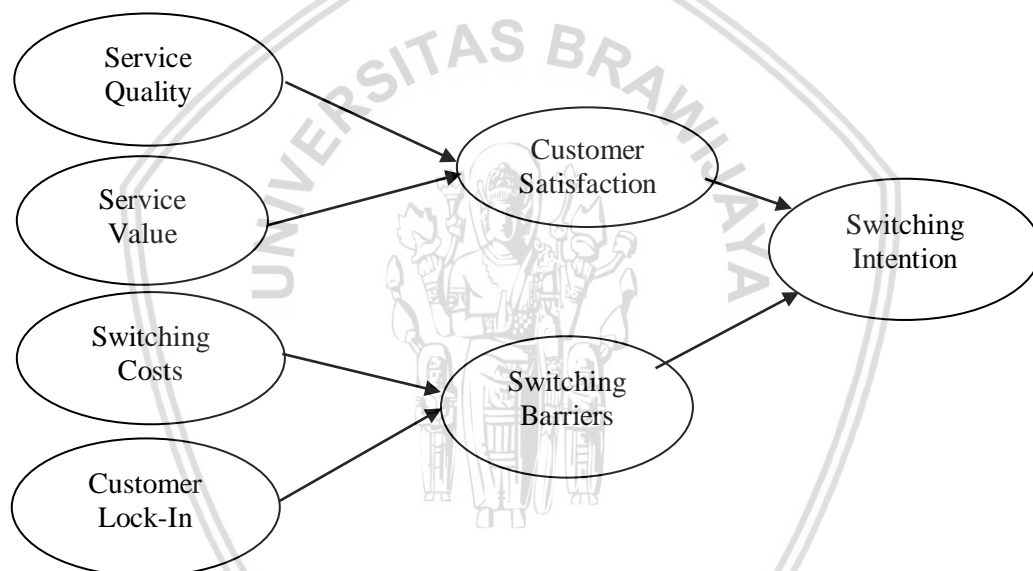 UNIVERSITAS BRAWIJAYA
Service
Quality
Customer
Satisfaction
Service
Value
Switching
Intention
Switching
Costs
Switching
Barriers
Customer
Lock-In